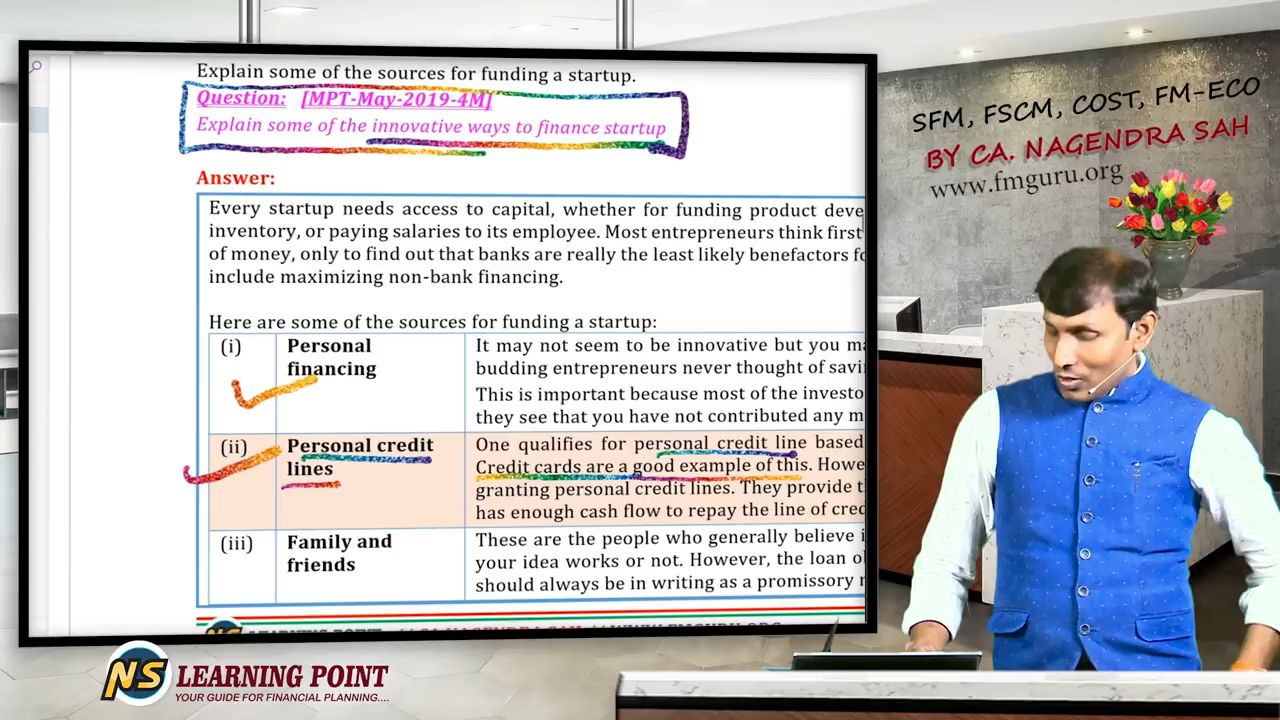 Explain some of the sources for funding a startup.
Question: [MPT-May-2019-4M]
Explain some of the innovative ways to finance startup
Answer:
Every startup needs access to capital, whether for funding product deve
inventory, or paying salaries to its employee. Most entrepreneurs think first
of money, only to find out that banks are really the least likely benefactors fo
include maximizing non-bank financing.
Here are some of the sources for funding a startup:
(i) Personal financing
It may not seem to be innovative but you ma
budding entrepreneurs never thought of savi
This is important because most of the investo
they see that you have not contributed any m
(ii) Personal credit lines
One qualifies for personal credit line based
Credit cards are a good example of this. Howe
granting personal credit lines. They provide t
has enough cash flow to repay the line of cred
(iii) Family and friends
These are the people who generally believe i
your idea works or not. However, the loan o
should always be in writing as a promissory
SFM, FSCM, COST, FM-ECO
BY CA. NAGENDRA SAH
www.fmguru.org
NS LEARNING POINT
YOUR GUIDE FOR FINANCIAL PLANNING....